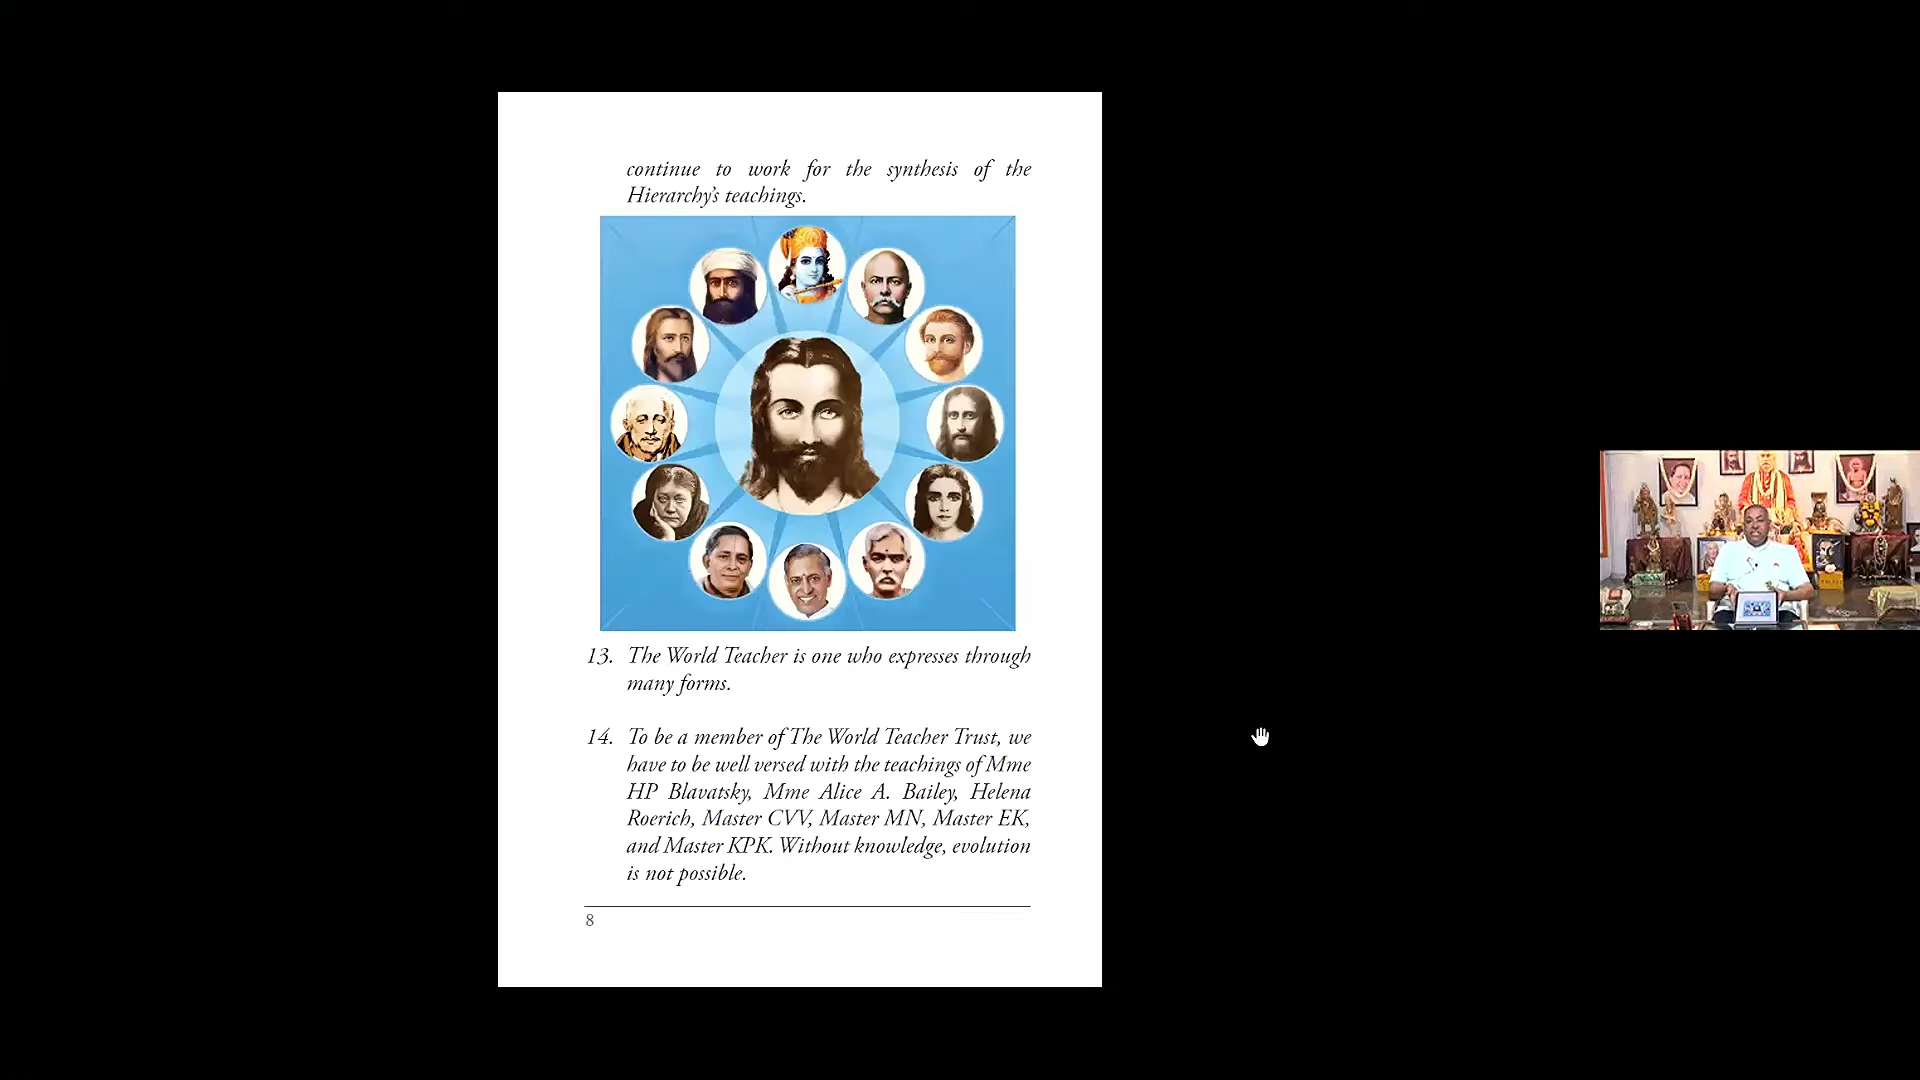 continue to work for the synthesis of the
Hierarchy's teachings.
13. The World Teacher is one who expresses through
many forms.
14. To be a member of The World Teacher Trust, we
have to be well versed with the teachings of Mme
HP Blavatsky, Mme Alice A. Bailey, Helena
Roerich, Master CVV, Master MN, Master EK,
and Master KPK. Without knowledge, evolution
is not possible.
8